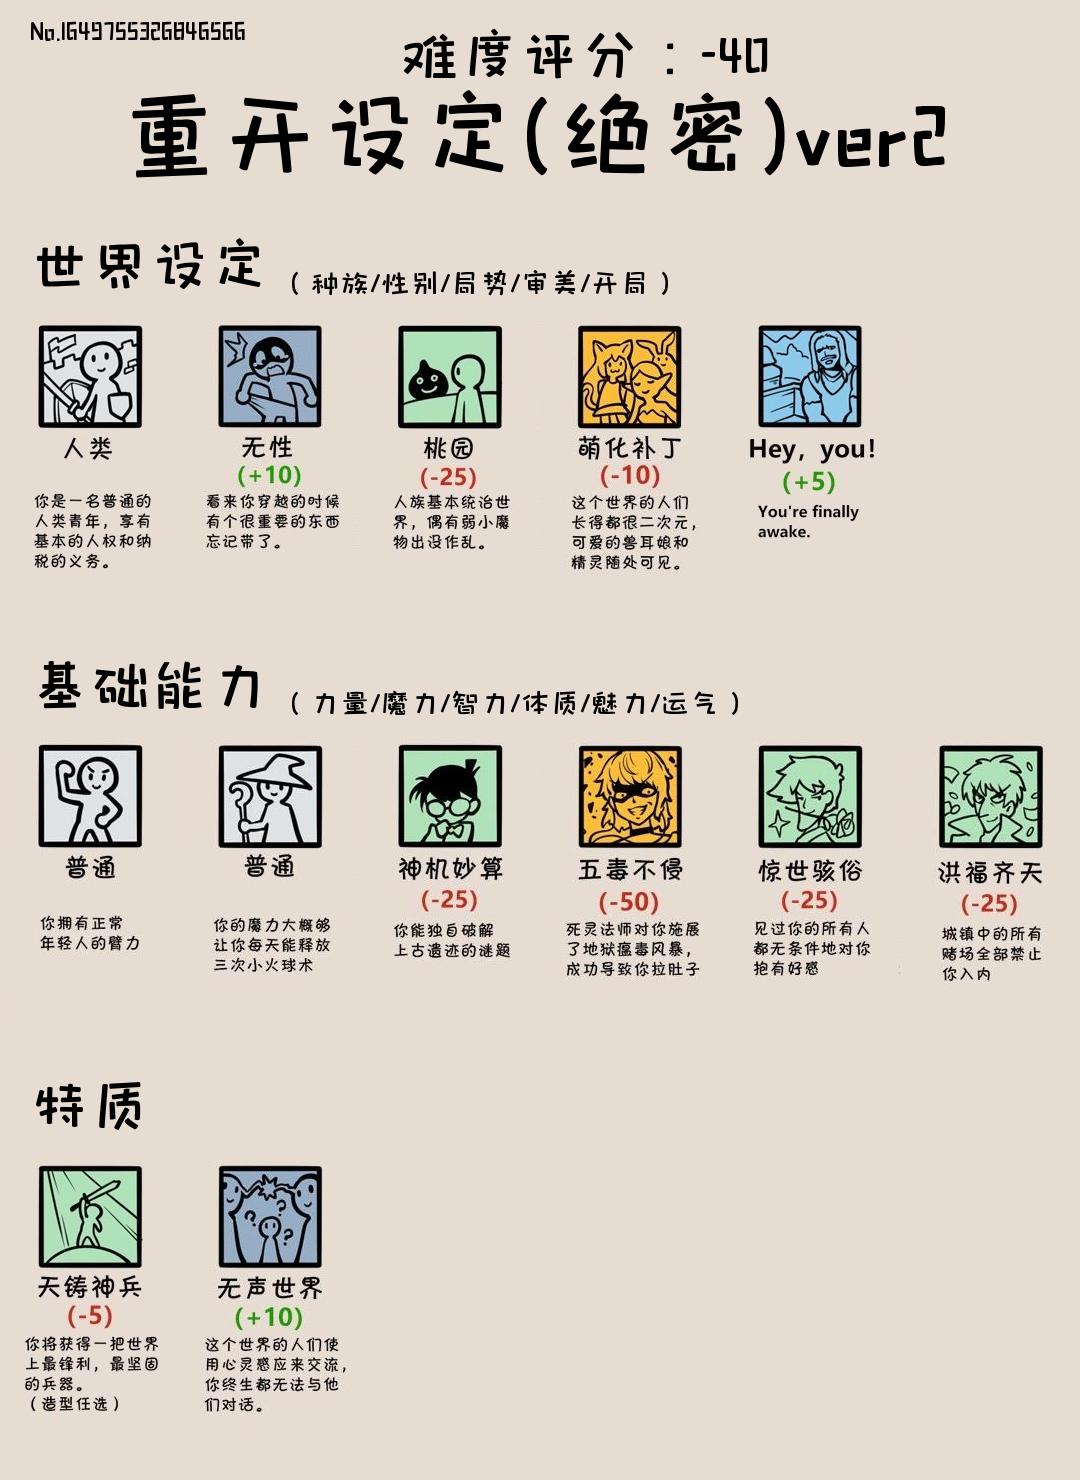 No.1649755326846566
难度评分：-40
重开设定(绝密)ver2
世界设定（种族/性别/局势/审美/开局）
人类
你是一名普通的
人类青年，享有
基本的人权和纳
税的义务。
无性
(+10)
看来你穿越的时候
有个很重要的东西
忘记带了。
桃园
(-25)
人族基本统治世
界，偶有弱小魔
物出没作乱。
萌化补丁
(-10)
这个世界的人们
长得都很二次元，
可爱的兽耳娘和
精灵随处可见。
Hey, you!
(+5)
You're finally
awake.
基础能力（力量/魔力/智力/体质/魅力/运气）
普通
你拥有正常
年轻人的臂力
普通
你的魔力大概够
让你每天能释放
三次小火球术
神机妙算
(-25)
你能独自破解
上古遗迹的谜题
五毒不侵
(-50)
死灵法师对你施展
了地狱瘟毒风暴，
成功导致你拉肚子
惊世骇俗
(-25)
见过你的所有人
都无条件地对你
抱有好感
洪福齐天
(-25)
城镇中的所有
赌场全部禁止
你入内
特质
天铸神兵
(-5)
你将获得一把世界
上最锋利，最坚固
的兵器。
（造型任选）
无声世界
(+10)
这个世界的人们使
用心灵感应来交流，
你终生都无法与他
们对话。